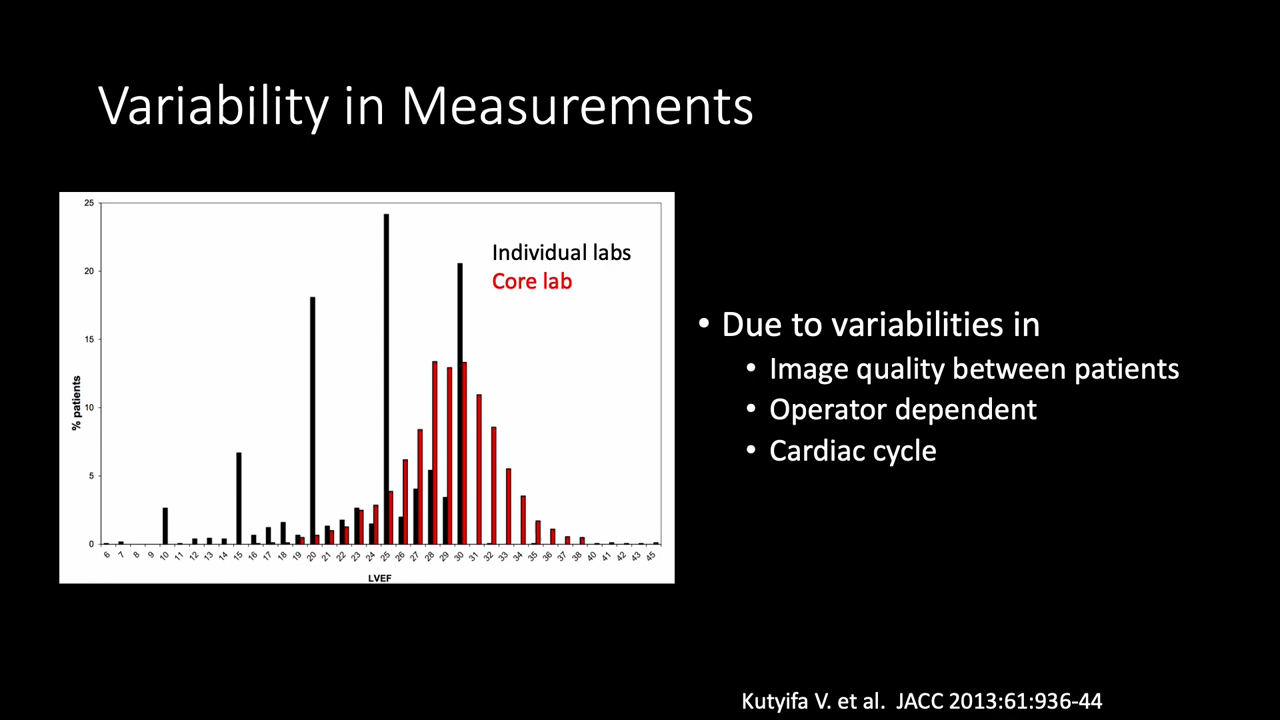 Variability in Measurements
25
20
15
10
5
0
% patients
Individual labs
Core lab
6 7 8 9 10 11 12 13 14 15 16 17 18 19 20 21 22 23 24 25 26 27 28 29 30 31 32 33 34 35 36 37 38 40 41 42 43 45
LVEF
• Due to variabilities in
• Image quality between patients
• Operator dependent
• Cardiac cycle
Kutyifa V. et al. JACC 2013:61:936-44